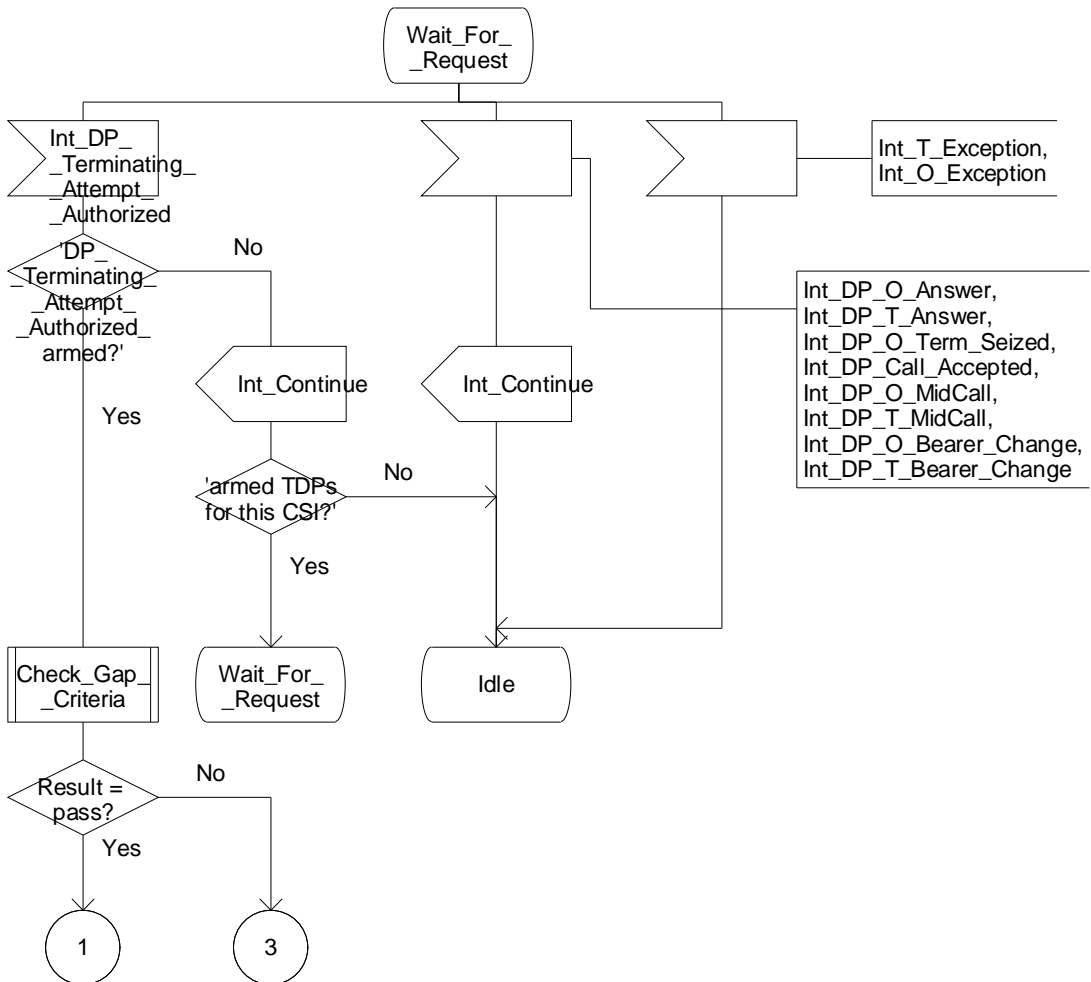 Wait_For_
_Request
Int_DP_
_Terminating_
_Attempt_
_Authorized
Int_T_Exception,
Int_O_Exception
'DP_
_Terminating_
_Attempt_
_Authorized_
armed?'
No
Int_DP_O_Answer,
Int_DP_T_Answer,
Int_DP_O_Term_Seized,
Int_DP_Call_Accepted,
Int_DP_O_MidCall,
Int_DP_T_MidCall,
Int_DP_O_Bearer_Change,
Int_DP_T_Bearer_Change
Int_Continue
Int_Continue
Yes
'armed TDPs
for this CSI?'
No
Yes
Check_Gap_
_Criteria
Wait_For_
_Request
Idle
Result =
pass?
No
Yes
1
3